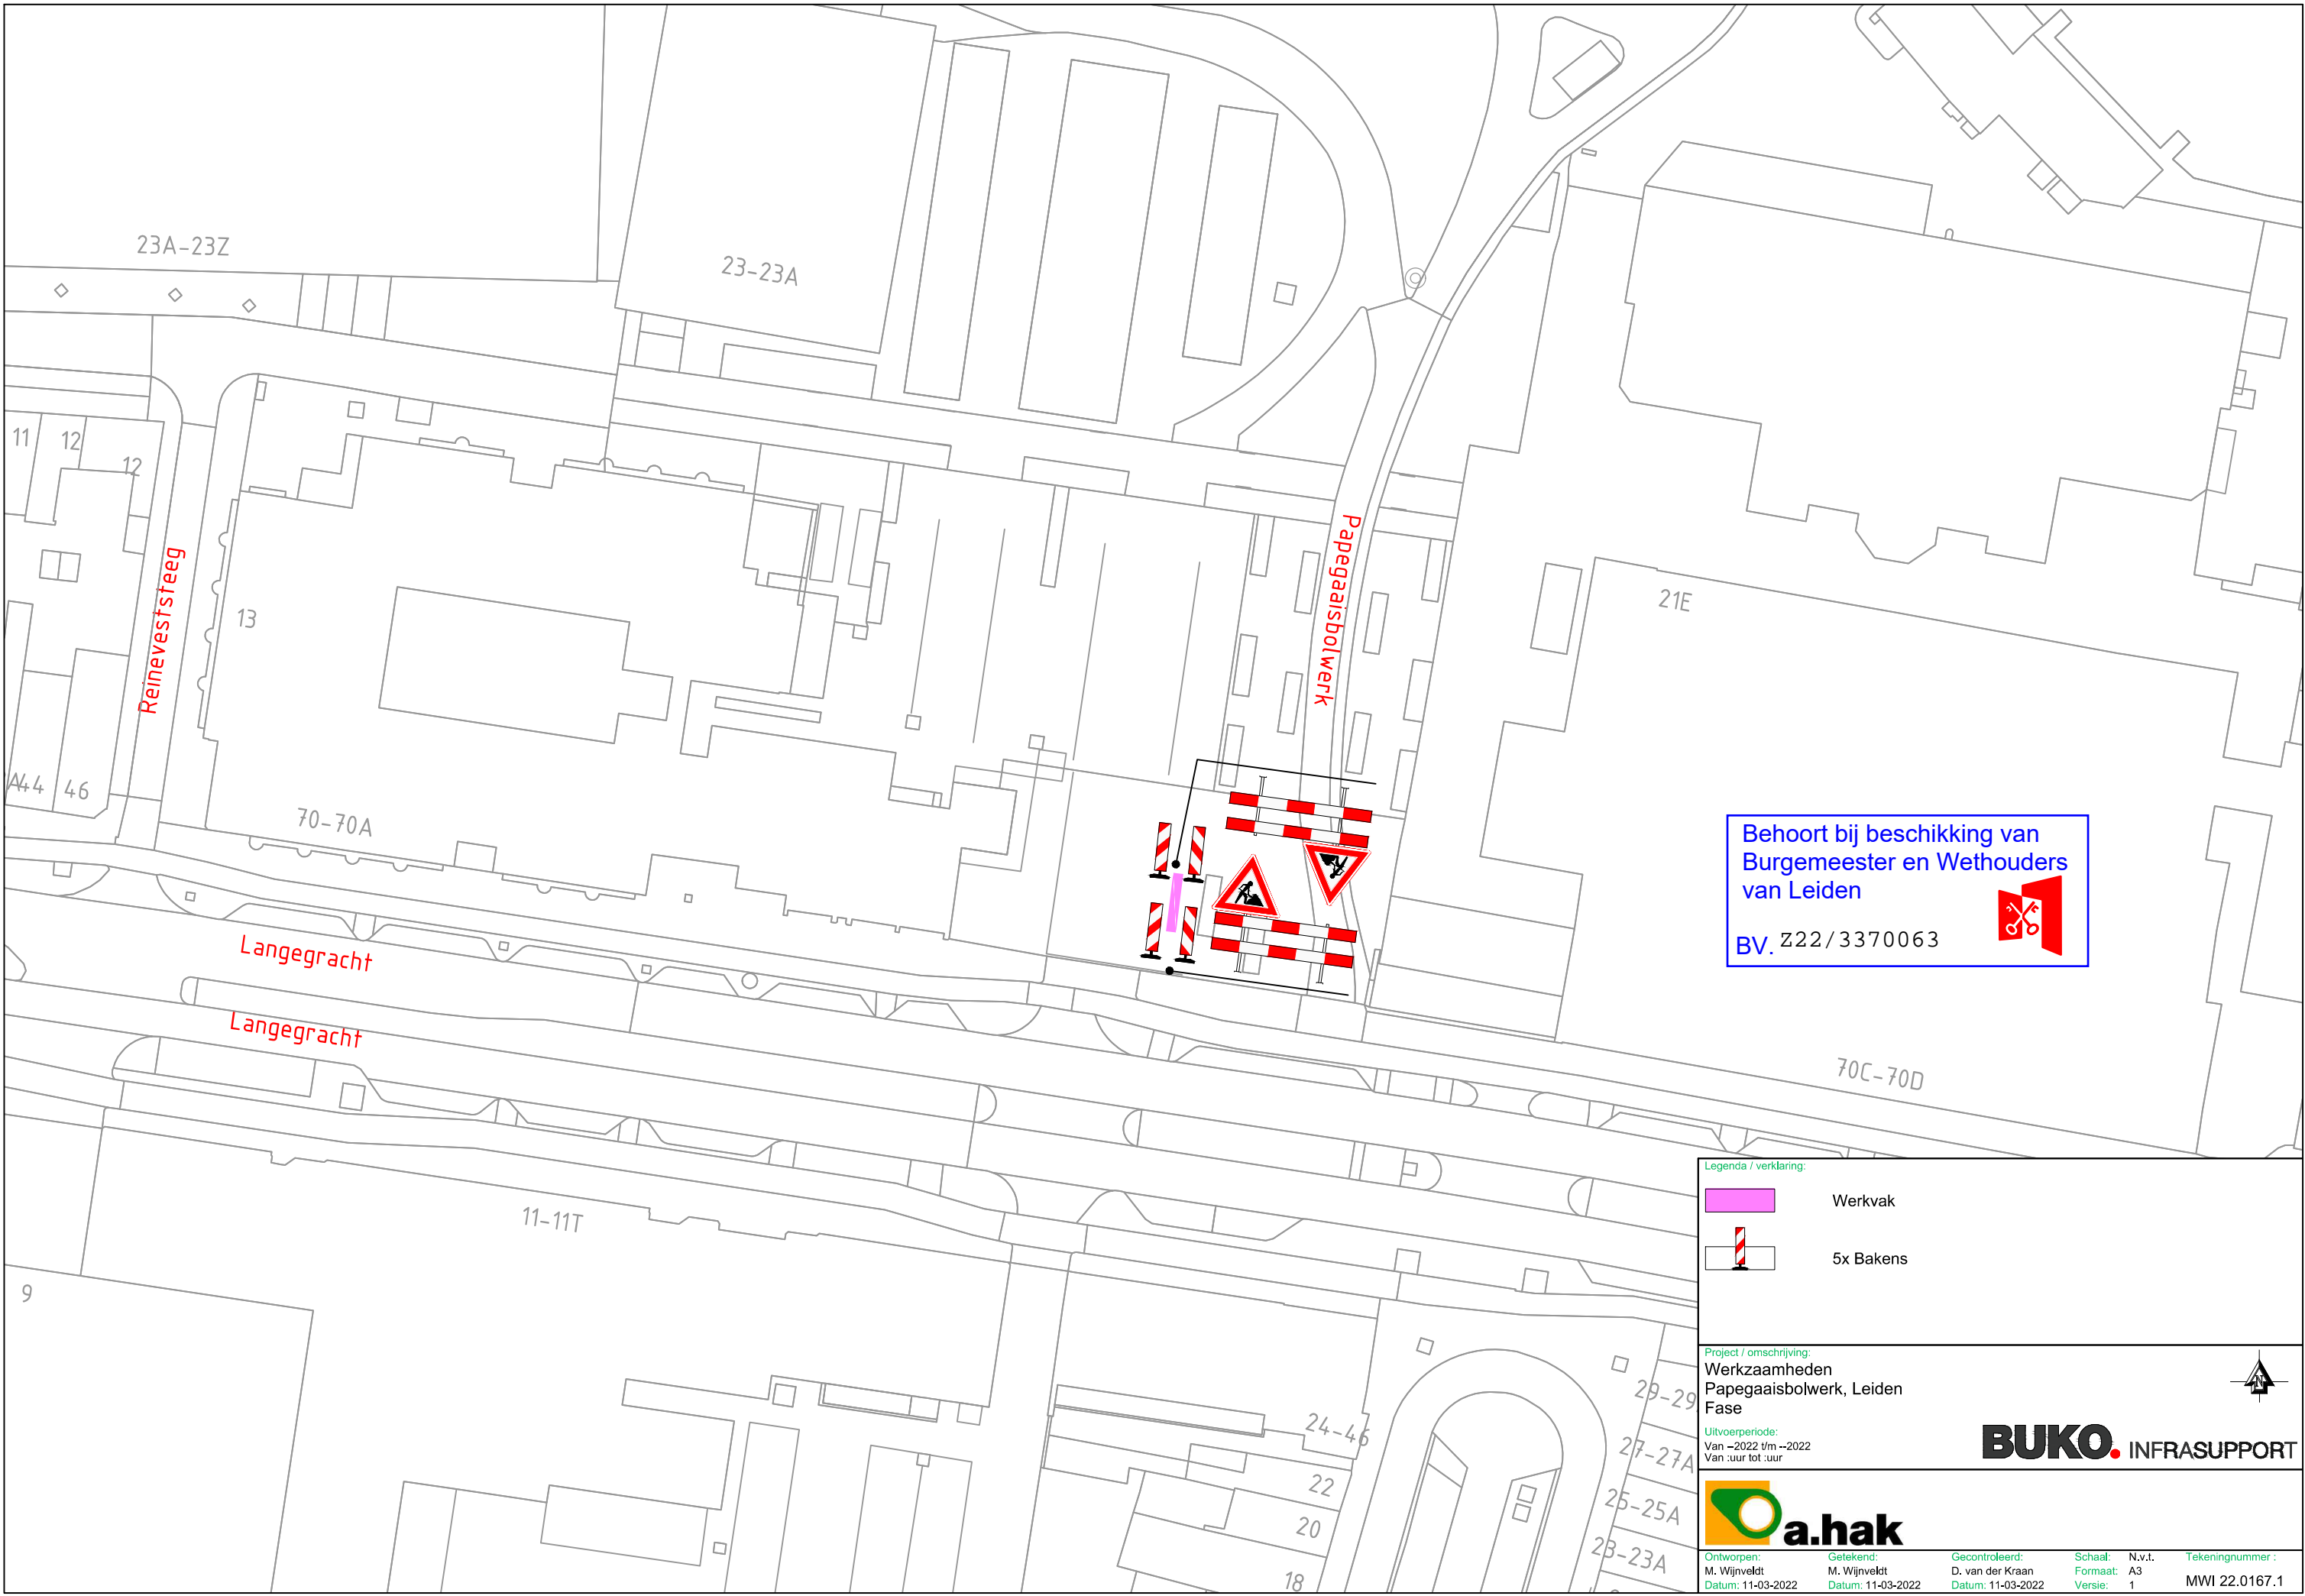 23A-23Z
23-23A
11
12
12
Reineveststeeg
13
Papegaaisbolwerk
21E
44
46
70-70A
Langegracht
Langegracht
Behoort bij beschikking van
Burgemeester en Wethouders
van Leiden
BV. Z22/3370063
70C-70D
11-11T
9
24-46
22
20
18
29-29
27-27A
25-25A
23-23A
Legenda / verklaring:
Werkvak
5x Bakens
Project / omschrijving:
Werkzaamheden
Papegaaisbolwerk, Leiden
Fase
N
Uitvoerperiode:
Van --2022 t/m --2022
Van :uur tot :uur
BUKO. INFRASUPPORT
a.hak
Ontworpen: Getekend: Gecontroleerd: Schaal: N.v.t. Tekeningnummer :
M. Wijnveldt M. Wijnveldt D. van der Kraan Formaat: A3
Datum: 11-03-2022 Datum: 11-03-2022 Datum: 11-03-2022 Versie: 1 MWI 22.0167.1